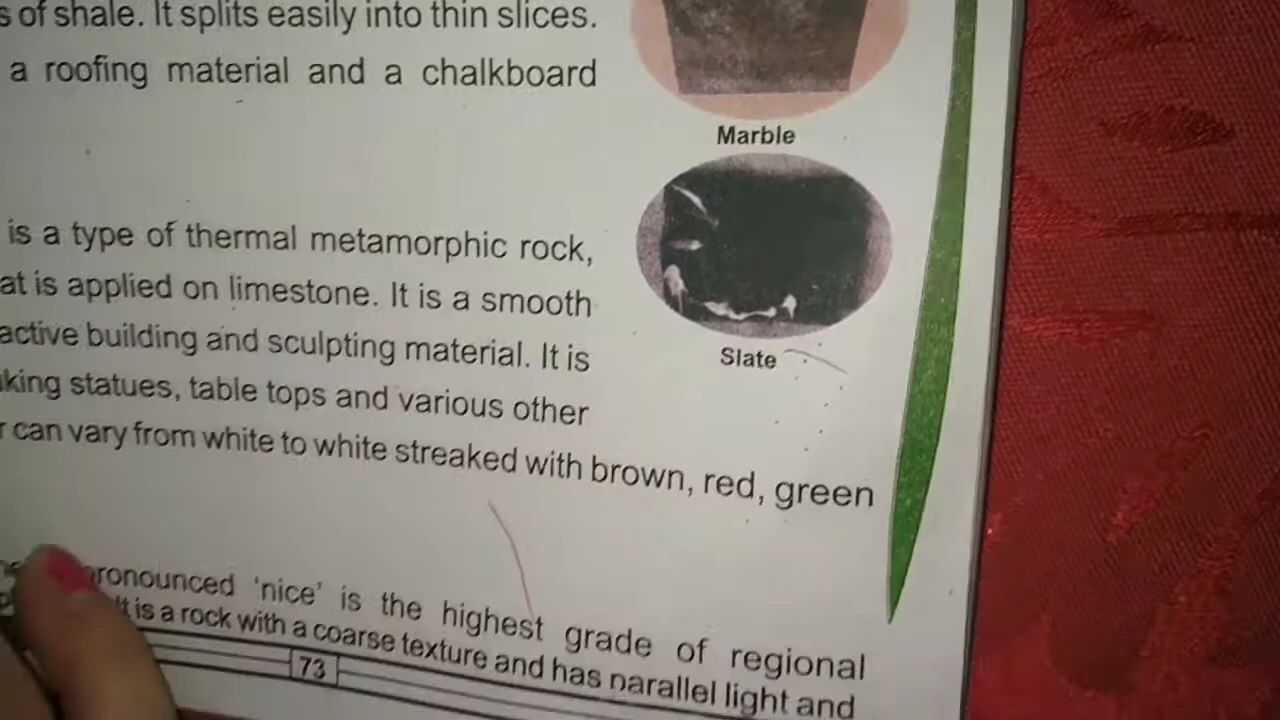 s of shale. It splits easily into thin slices.
a roofing material and a chalkboard
Marble
is a type of thermal metamorphic rock,
at is applied on limestone. It is a smooth
active building and sculpting material. It is
Slate
king statues, table tops and various other
r can vary from white to white streaked with brown, red, green
pronounced 'nice' is the highest grade of regional
It is a rock with a coarse texture and has parallel light and
73